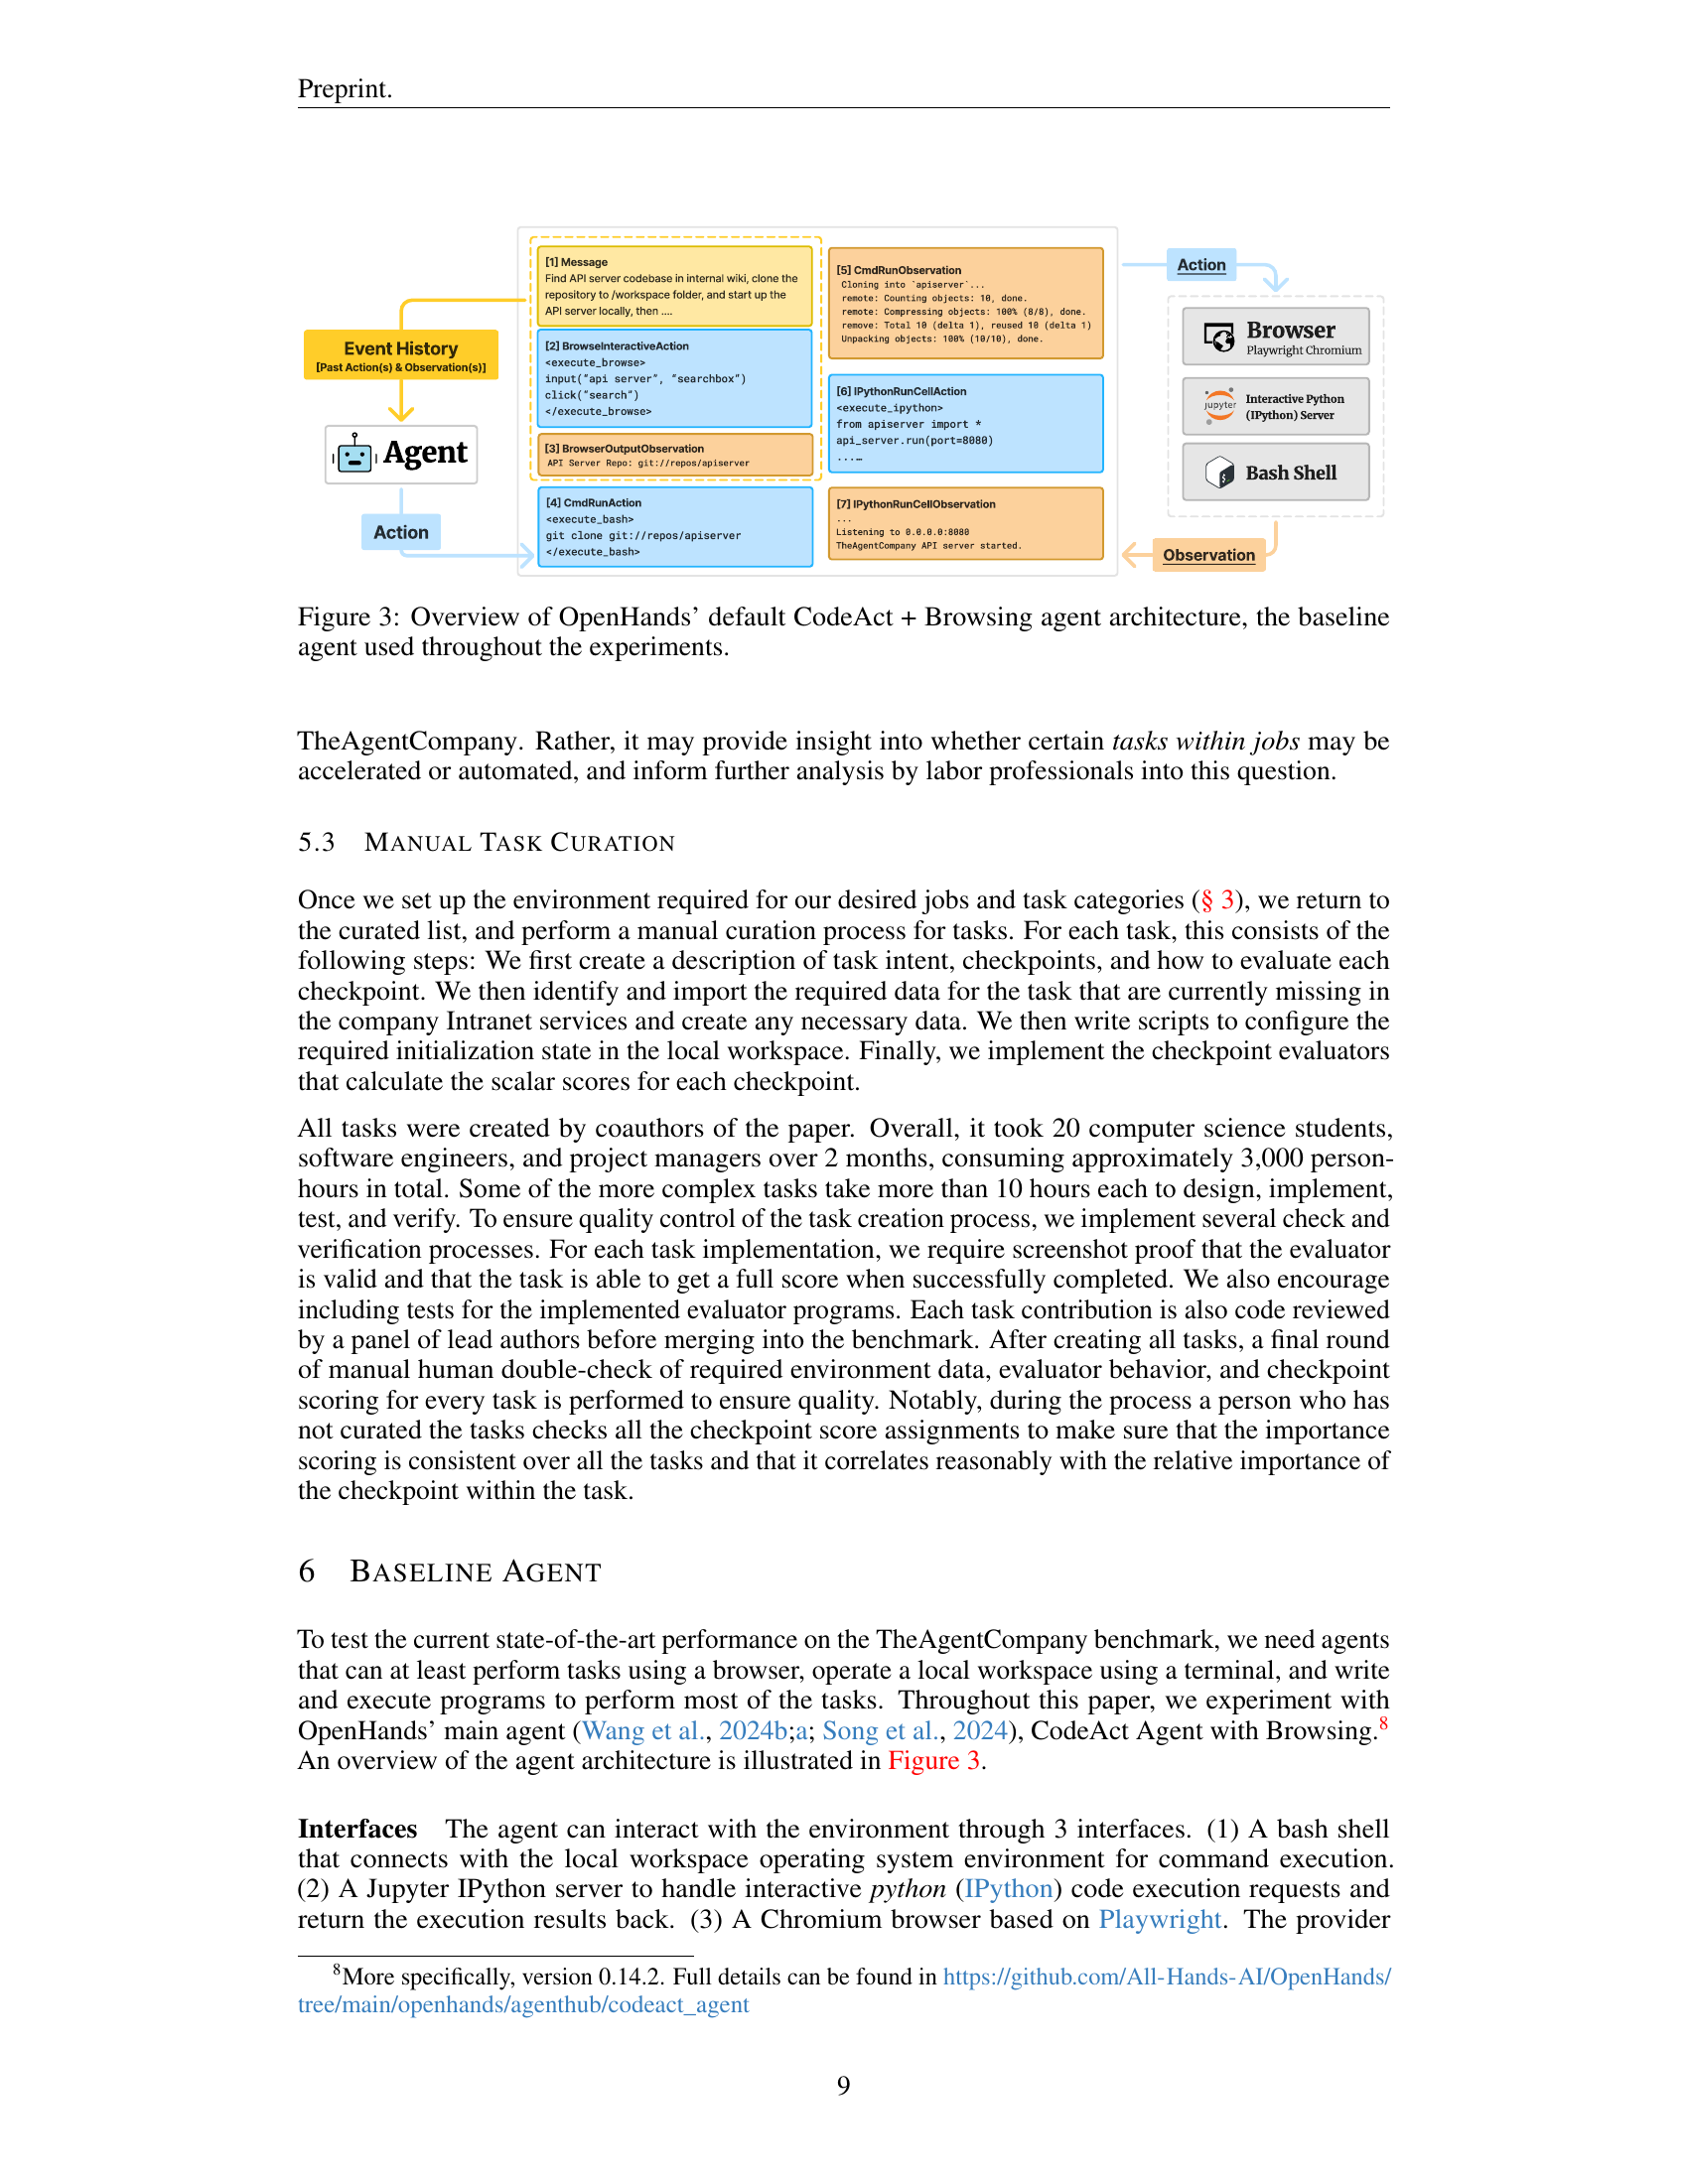 Preprint.
[1] Message
Find API server codebase in internal wiki, clone the
repository to /workspace folder, and start up the
API server locally, then ....
[2] BrowseInteractiveAction
<execute_browse>
input(“api server”, “searchbox”)
click(“search”)
</execute_browse>
[3] BrowserOutputObservation
API Server Repo: git://repos/apiserver
[4] CmdRunAction
<execute_bash>
git clone git://repos/apiserver
</execute_bash>
[5] CmdRunObservation
Cloning into `apiserver`...
remote: Counting objects: 10, done.
remote: Compressing objects: 100% (8/8), done.
remove: Total 10 (delta 1), reused 10 (delta 1)
Unpacking objects: 100% (10/10), done.
[6] IPythonRunCellAction
<execute_ipython>
from apiserver import *
api_server.run(port=8080)
...…
[7] IPythonRunCellObservation
...
Listening to 0.0.0.0:8080
TheAgentCompany API server started.
Event History
[Past Action(s) & Observation(s)]
Agent
Action
Action
Browser
Playwright Chromium
jupyter
Interactive Python
(IPython) Server
Bash Shell
Observation
Figure 3: Overview of OpenHands’ default CodeAct + Browsing agent architecture, the baseline
agent used throughout the experiments.
TheAgentCompany. Rather, it may provide insight into whether certain tasks within jobs may be
accelerated or automated, and inform further analysis by labor professionals into this question.
5.3 MANUAL TASK CURATION
Once we set up the environment required for our desired jobs and task categories (§ 3), we return to
the curated list, and perform a manual curation process for tasks. For each task, this consists of the
following steps: We first create a description of task intent, checkpoints, and how to evaluate each
checkpoint. We then identify and import the required data for the task that are currently missing in
the company Intranet services and create any necessary data. We then write scripts to configure the
required initialization state in the local workspace. Finally, we implement the checkpoint evaluators
that calculate the scalar scores for each checkpoint.
All tasks were created by coauthors of the paper. Overall, it took 20 computer science students,
software engineers, and project managers over 2 months, consuming approximately 3,000 person-
hours in total. Some of the more complex tasks take more than 10 hours each to design, implement,
test, and verify. To ensure quality control of the task creation process, we implement several check and
verification processes. For each task implementation, we require screenshot proof that the evaluator
is valid and that the task is able to get a full score when successfully completed. We also encourage
including tests for the implemented evaluator programs. Each task contribution is also code reviewed
by a panel of lead authors before merging into the benchmark. After creating all tasks, a final round
of manual human double-check of required environment data, evaluator behavior, and checkpoint
scoring for every task is performed to ensure quality. Notably, during the process a person who has
not curated the tasks checks all the checkpoint score assignments to make sure that the importance
scoring is consistent over all the tasks and that it correlates reasonably with the relative importance of
the checkpoint within the task.
6 BASELINE AGENT
To test the current state-of-the-art performance on the TheAgentCompany benchmark, we need agents
that can at least perform tasks using a browser, operate a local workspace using a terminal, and write
and execute programs to perform most of the tasks. Throughout this paper, we experiment with
OpenHands’ main agent (Wang et al., 2024b;a; Song et al., 2024), CodeAct Agent with Browsing.8
An overview of the agent architecture is illustrated in Figure 3.
Interfaces The agent can interact with the environment through 3 interfaces. (1) A bash shell
that connects with the local workspace operating system environment for command execution.
(2) A Jupyter IPython server to handle interactive python (IPython) code execution requests and
return the execution results back. (3) A Chromium browser based on Playwright. The provider
8More specifically, version 0.14.2. Full details can be found in https://github.com/All-Hands-AI/OpenHands/
tree/main/openhands/agenthub/codeact_agent
9